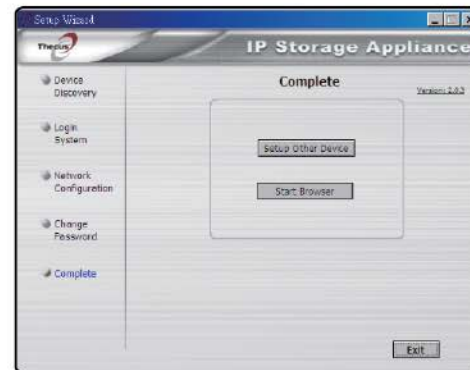 Setup Wizard
Thecus
IP Storage Appliance
Device
Discovery
Login
System
Network
Configuration
Change
Password
Complete
Complete
Version: 2.0.3
Setup Other Device
Start Browser
Exit